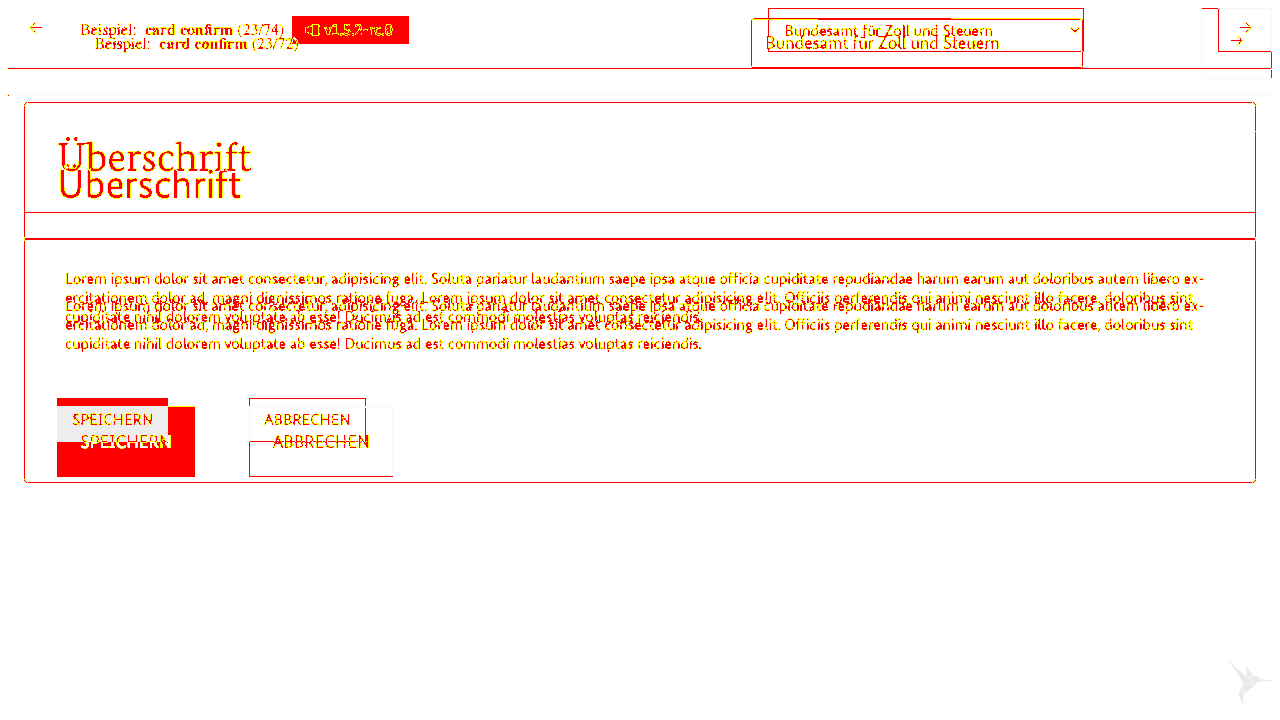 Beispiel: card confirm (23/74)
v1.5.2-rc.0
Beispiel: card confirm (23/72)
Bundesamt für Zoll und Steuern
Bundesamt für Zoll und Steuern
Überschrift
Überschrift
Lorem ipsum dolor sit amet consectetur, adipisicing elit. Soluta pariatur laudantium saepe ipsa atque officia cupiditate repudiandae harum earum aut doloribus autem libero ex-
ercitationem dolor ad, magni dignissimos ratione fuga. Lorem ipsum dolor sit amet consectetur adipisicing elit. Officiis perferendis qui animi nesciunt illo facere, doloribus sint
cupiditate nihil dolorem voluptate ab esse! Ducimus ad est commodi molestias voluptas reiciendis.
Lorem ipsum dolor sit amet consectetur, adipisicing elit. Soluta pariatur laudantium saepe ipsa atque officia cupiditate repudiandae harum earum aut doloribus autem libero ex-
ercitationem dolor ad, magni dignissimos ratione fuga. Lorem ipsum dolor sit amet consectetur adipisicing elit. Officiis perferendis qui animi nesciunt illo facere, doloribus sint
cupiditate nihil dolorem voluptate ab esse! Ducimus ad est commodi molestias voluptas reiciendis.
SPEICHERN
ABBRECHEN
SPEICHERN
ABBRECHEN